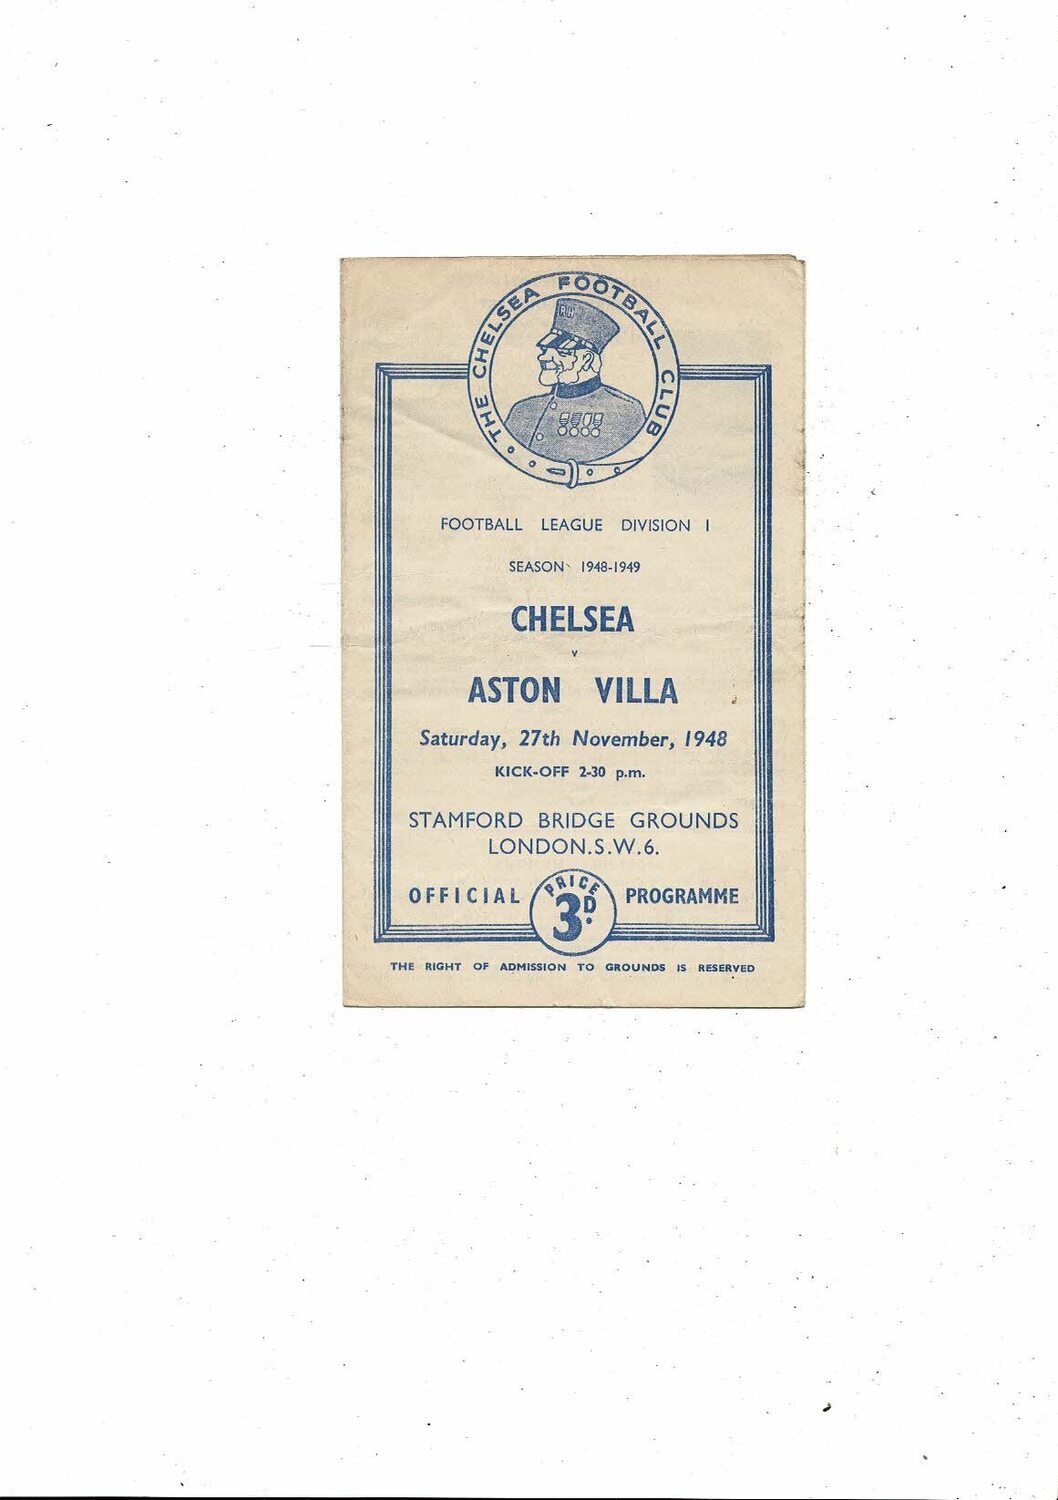 THE CHELSEA FOOTBALL CLUB
RH
FOOTBALL LEAGUE DIVISION I
SEASON 1948-1949
CHELSEA
v
ASTON VILLA
Saturday, 27th November, 1948
KICK-OFF 2-30 p.m.
STAMFORD BRIDGE GROUNDS
LONDON.S.W.6.
OFFICIAL PRICE 3D. PROGRAMME
THE RIGHT OF ADMISSION TO GROUNDS IS RESERVED